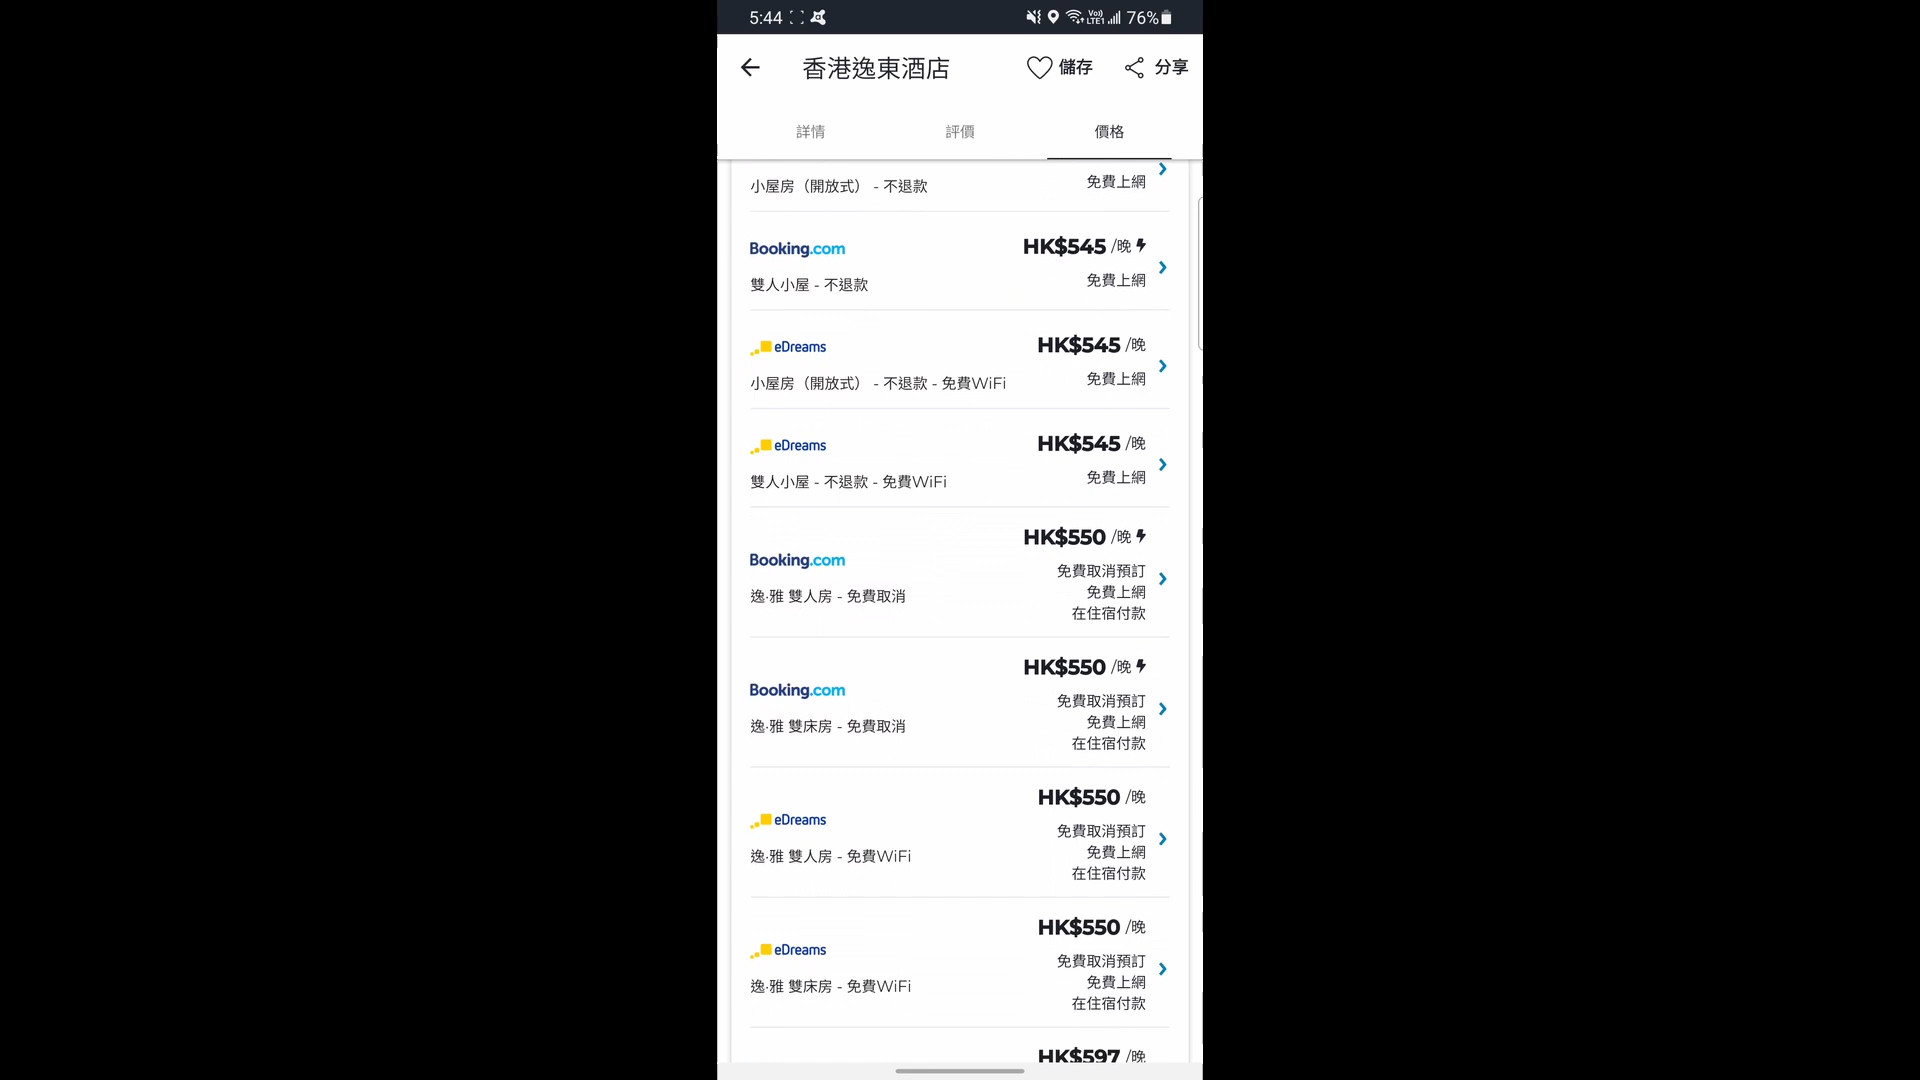 5:44
Vo))
LTE1
76%
香港逸東酒店
儲存
分享
詳情
評價
價格
小屋房（開放式） - 不退款
免費上網
Booking.com
HK$545 /晚
雙人小屋 - 不退款
免費上網
eDreams
HK$545 /晚
小屋房（開放式） - 不退款 - 免費WiFi
免費上網
eDreams
HK$545 /晚
雙人小屋 - 不退款 - 免費WiFi
免費上網
Booking.com
HK$550 /晚
逸·雅 雙人房 - 免費取消
免費取消預訂
免費上網
在住宿付款
Booking.com
HK$550 /晚
逸·雅 雙床房 - 免費取消
免費取消預訂
免費上網
在住宿付款
eDreams
HK$550 /晚
逸·雅 雙人房 - 免費WiFi
免費取消預訂
免費上網
在住宿付款
eDreams
HK$550 /晚
逸·雅 雙床房 - 免費WiFi
免費取消預訂
免費上網
在住宿付款
HK$597 /晚